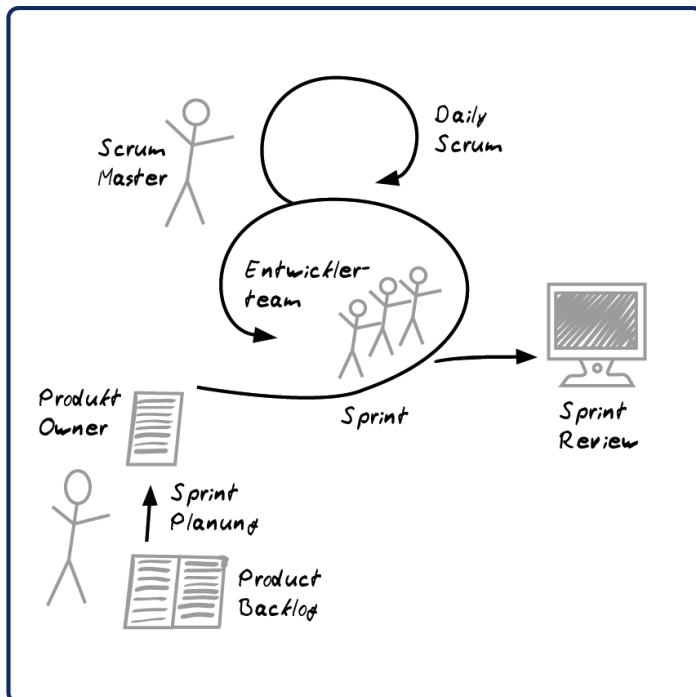 Daily
Scrum
Scrum
Master
Entwickler-
team
Produkt
Owner
Sprint
Sprint
Review
Sprint
Planung
Product
Backlog